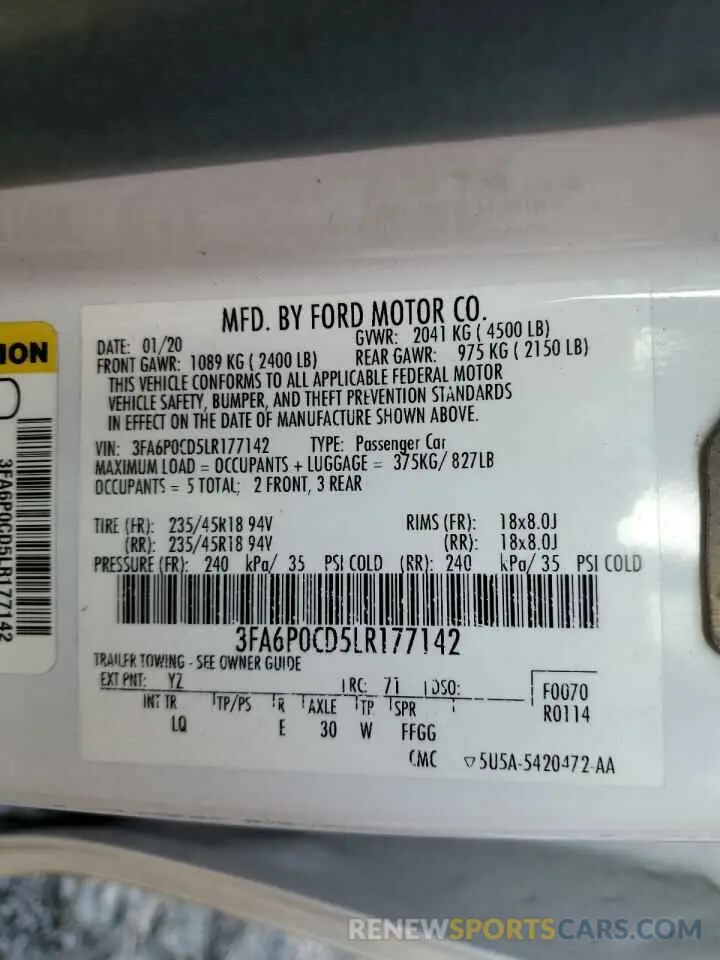 MFD. BY FORD MOTOR CO.
DATE: 01/20 GVWR: 2041 KG ( 4500 LB)
FRONT GAWR: 1089 KG ( 2400 LB) REAR GAWR: 975 KG ( 2150 LB)
THIS VEHICLE CONFORMS TO ALL APPLICABLE FEDERAL MOTOR
VEHICLE SAFETY, BUMPER, AND THEFT PREVENTION STANDARDS
IN EFFECT ON THE DATE OF MANUFACTURE SHOWN ABOVE.
VIN: 3FA6P0CD5LR177142 TYPE: Passenger Car
MAXIMUM LOAD = OCCUPANTS + LUGGAGE = 375KG/ 827LB
OCCUPANTS = 5 TOTAL; 2 FRONT, 3 REAR
TIRE (FR): 235/45R18 94V RIMS (FR): 18x8.0J
(RR): 235/45R18 94V (RR): 18x8.0J
PRESSURE (FR): 240 kPa/ 35 PSI COLD (RR): 240 kPa/ 35 PSI COLD
3FA6P0CD5LR177142
TRAILER TOWING - SEE OWNER GUIDE
EXT PNT: YZ RC: 71 DSO: F0070
INT TR TP/PS R AXLE TP SPR R0114
LQ E 30 W FFGG
CMC ▽5U5A-5420472-AA
ION
3FA6P0CD5LR177142
RENEWSPORTSCARS.COM